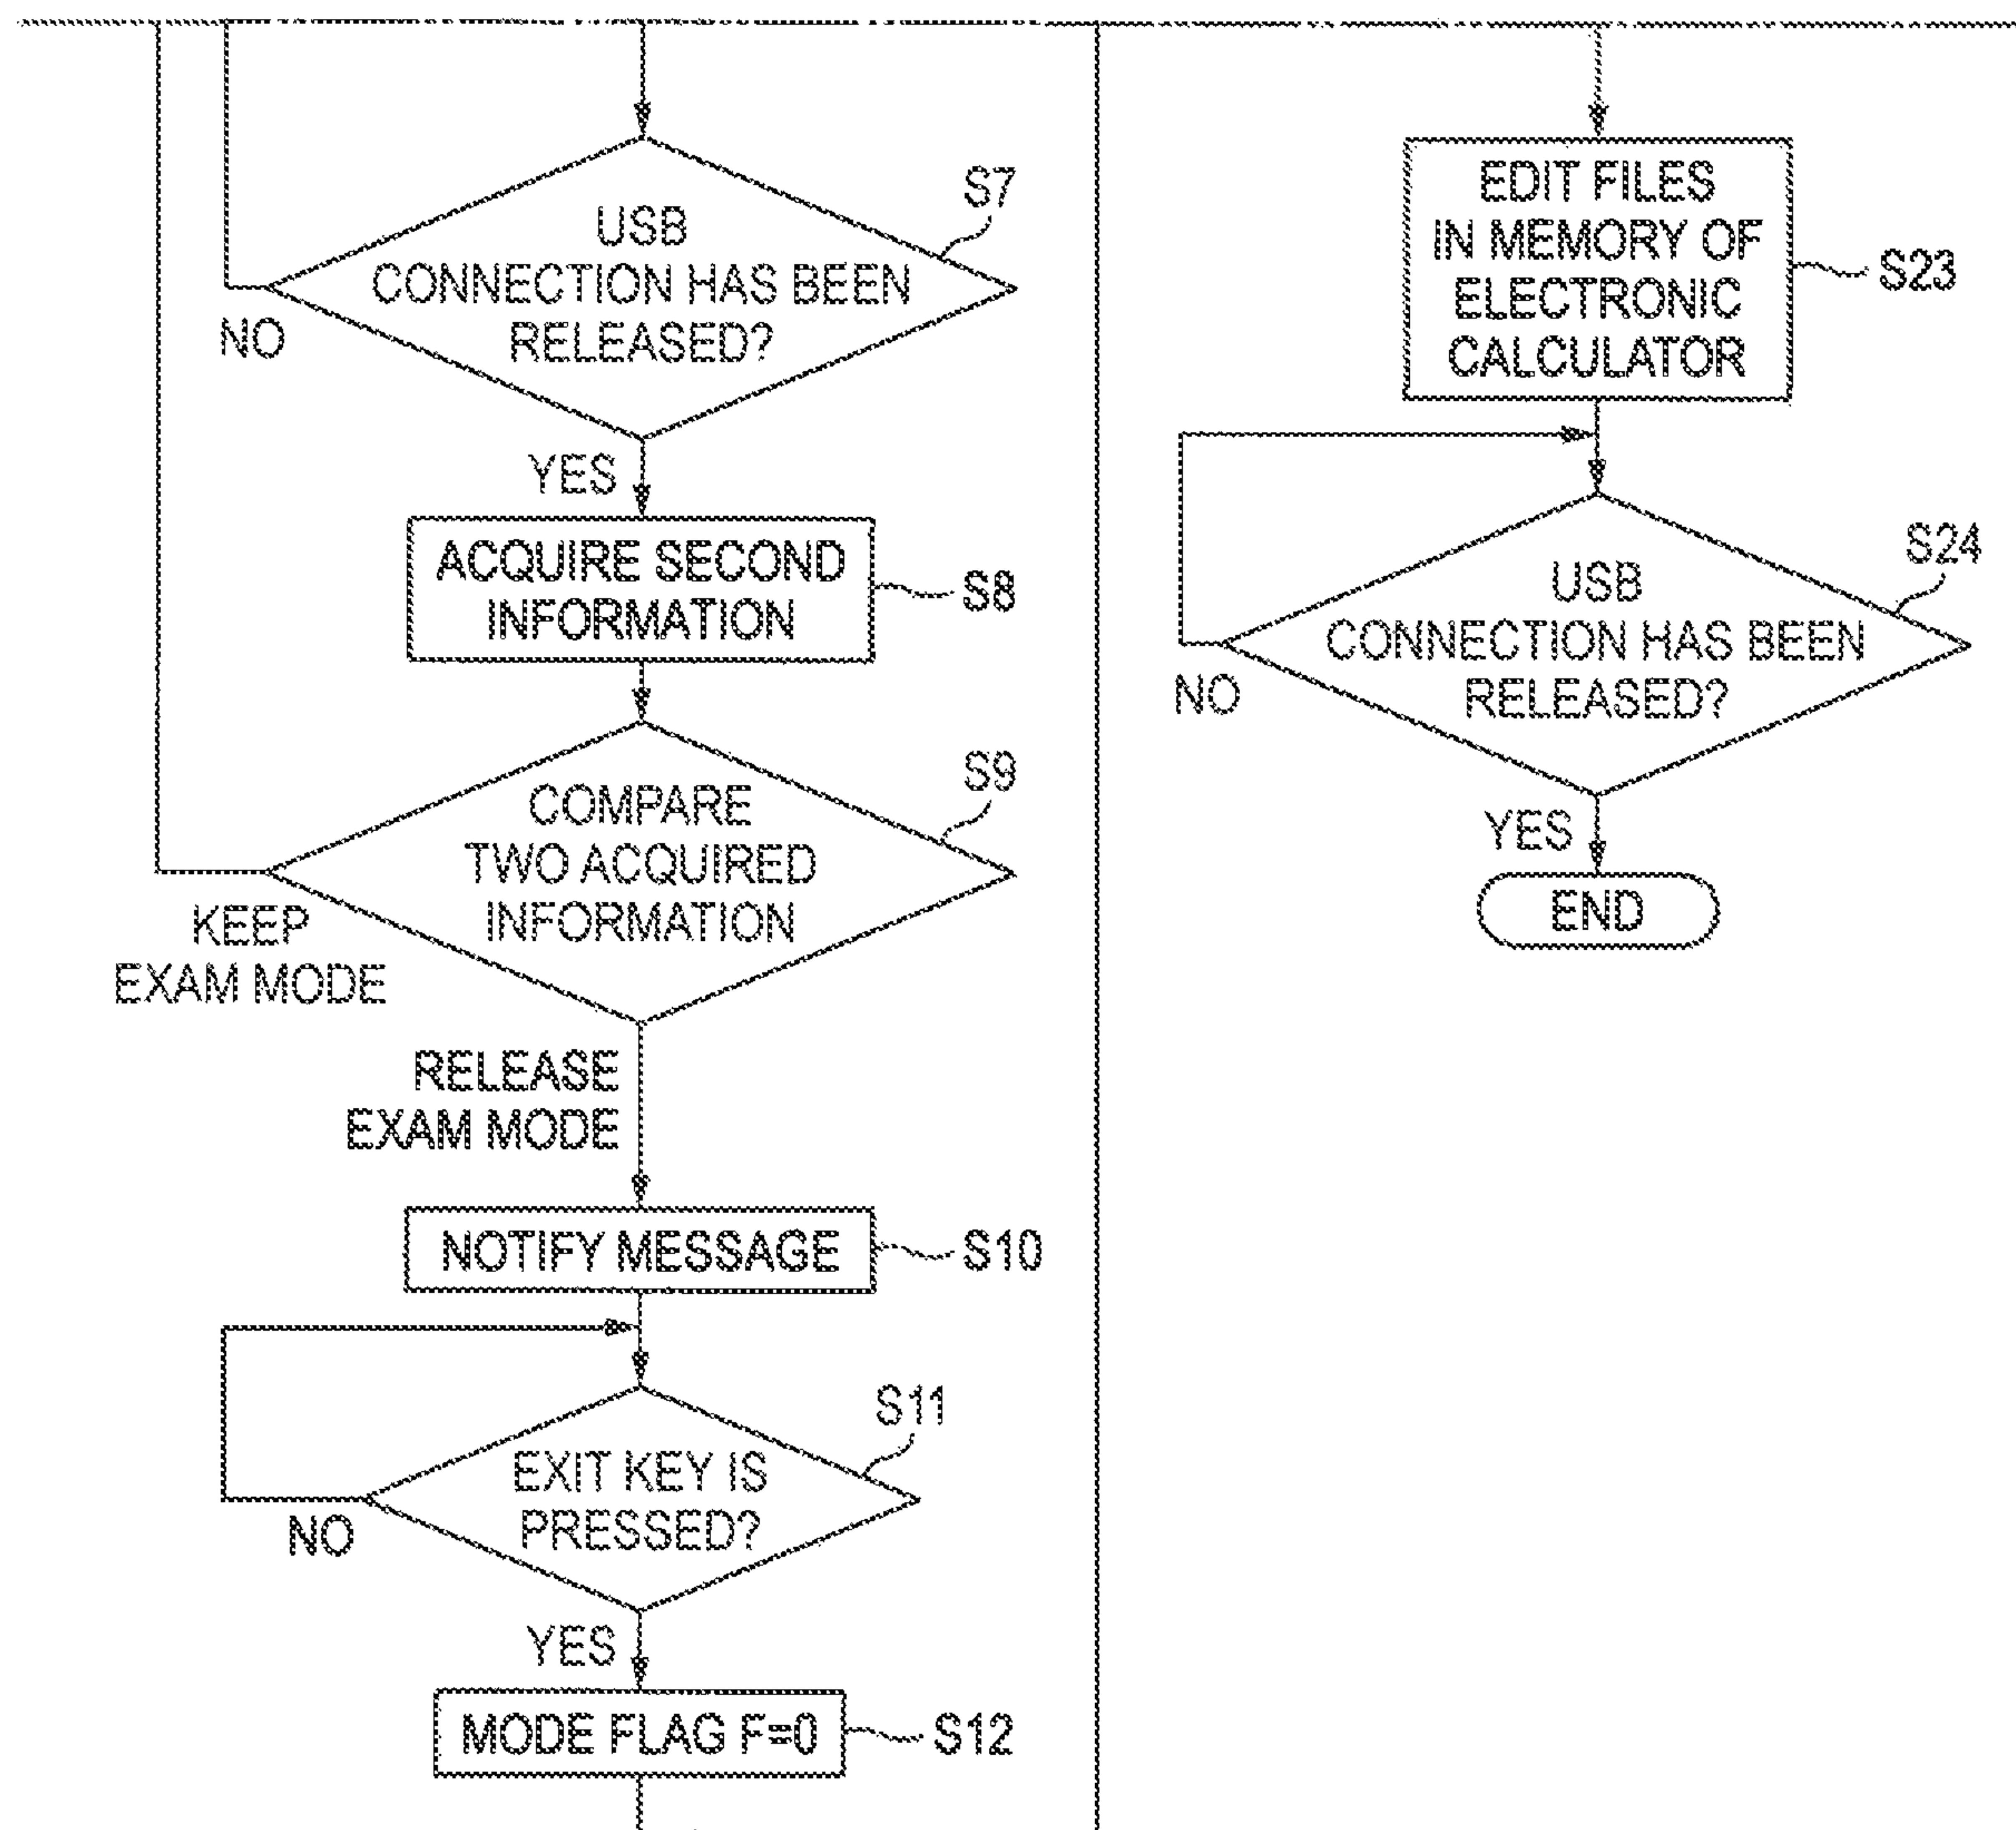 S7
USB
CONNECTION HAS BEEN
RELEASED?
NO
YES
ACQUIRE SECOND
INFORMATION
S8
S9
COMPARE
TWO ACQUIRED
INFORMATION
KEEP
EXAM MODE
RELEASE
EXAM MODE
NOTIFY MESSAGE
S10
S11
EXIT KEY IS
PRESSED?
NO
YES
MODE FLAG F=0
S12
EDIT FILES
IN MEMORY OF
ELECTRONIC
CALCULATOR
S23
S24
USB
CONNECTION HAS BEEN
RELEASED?
NO
YES
END